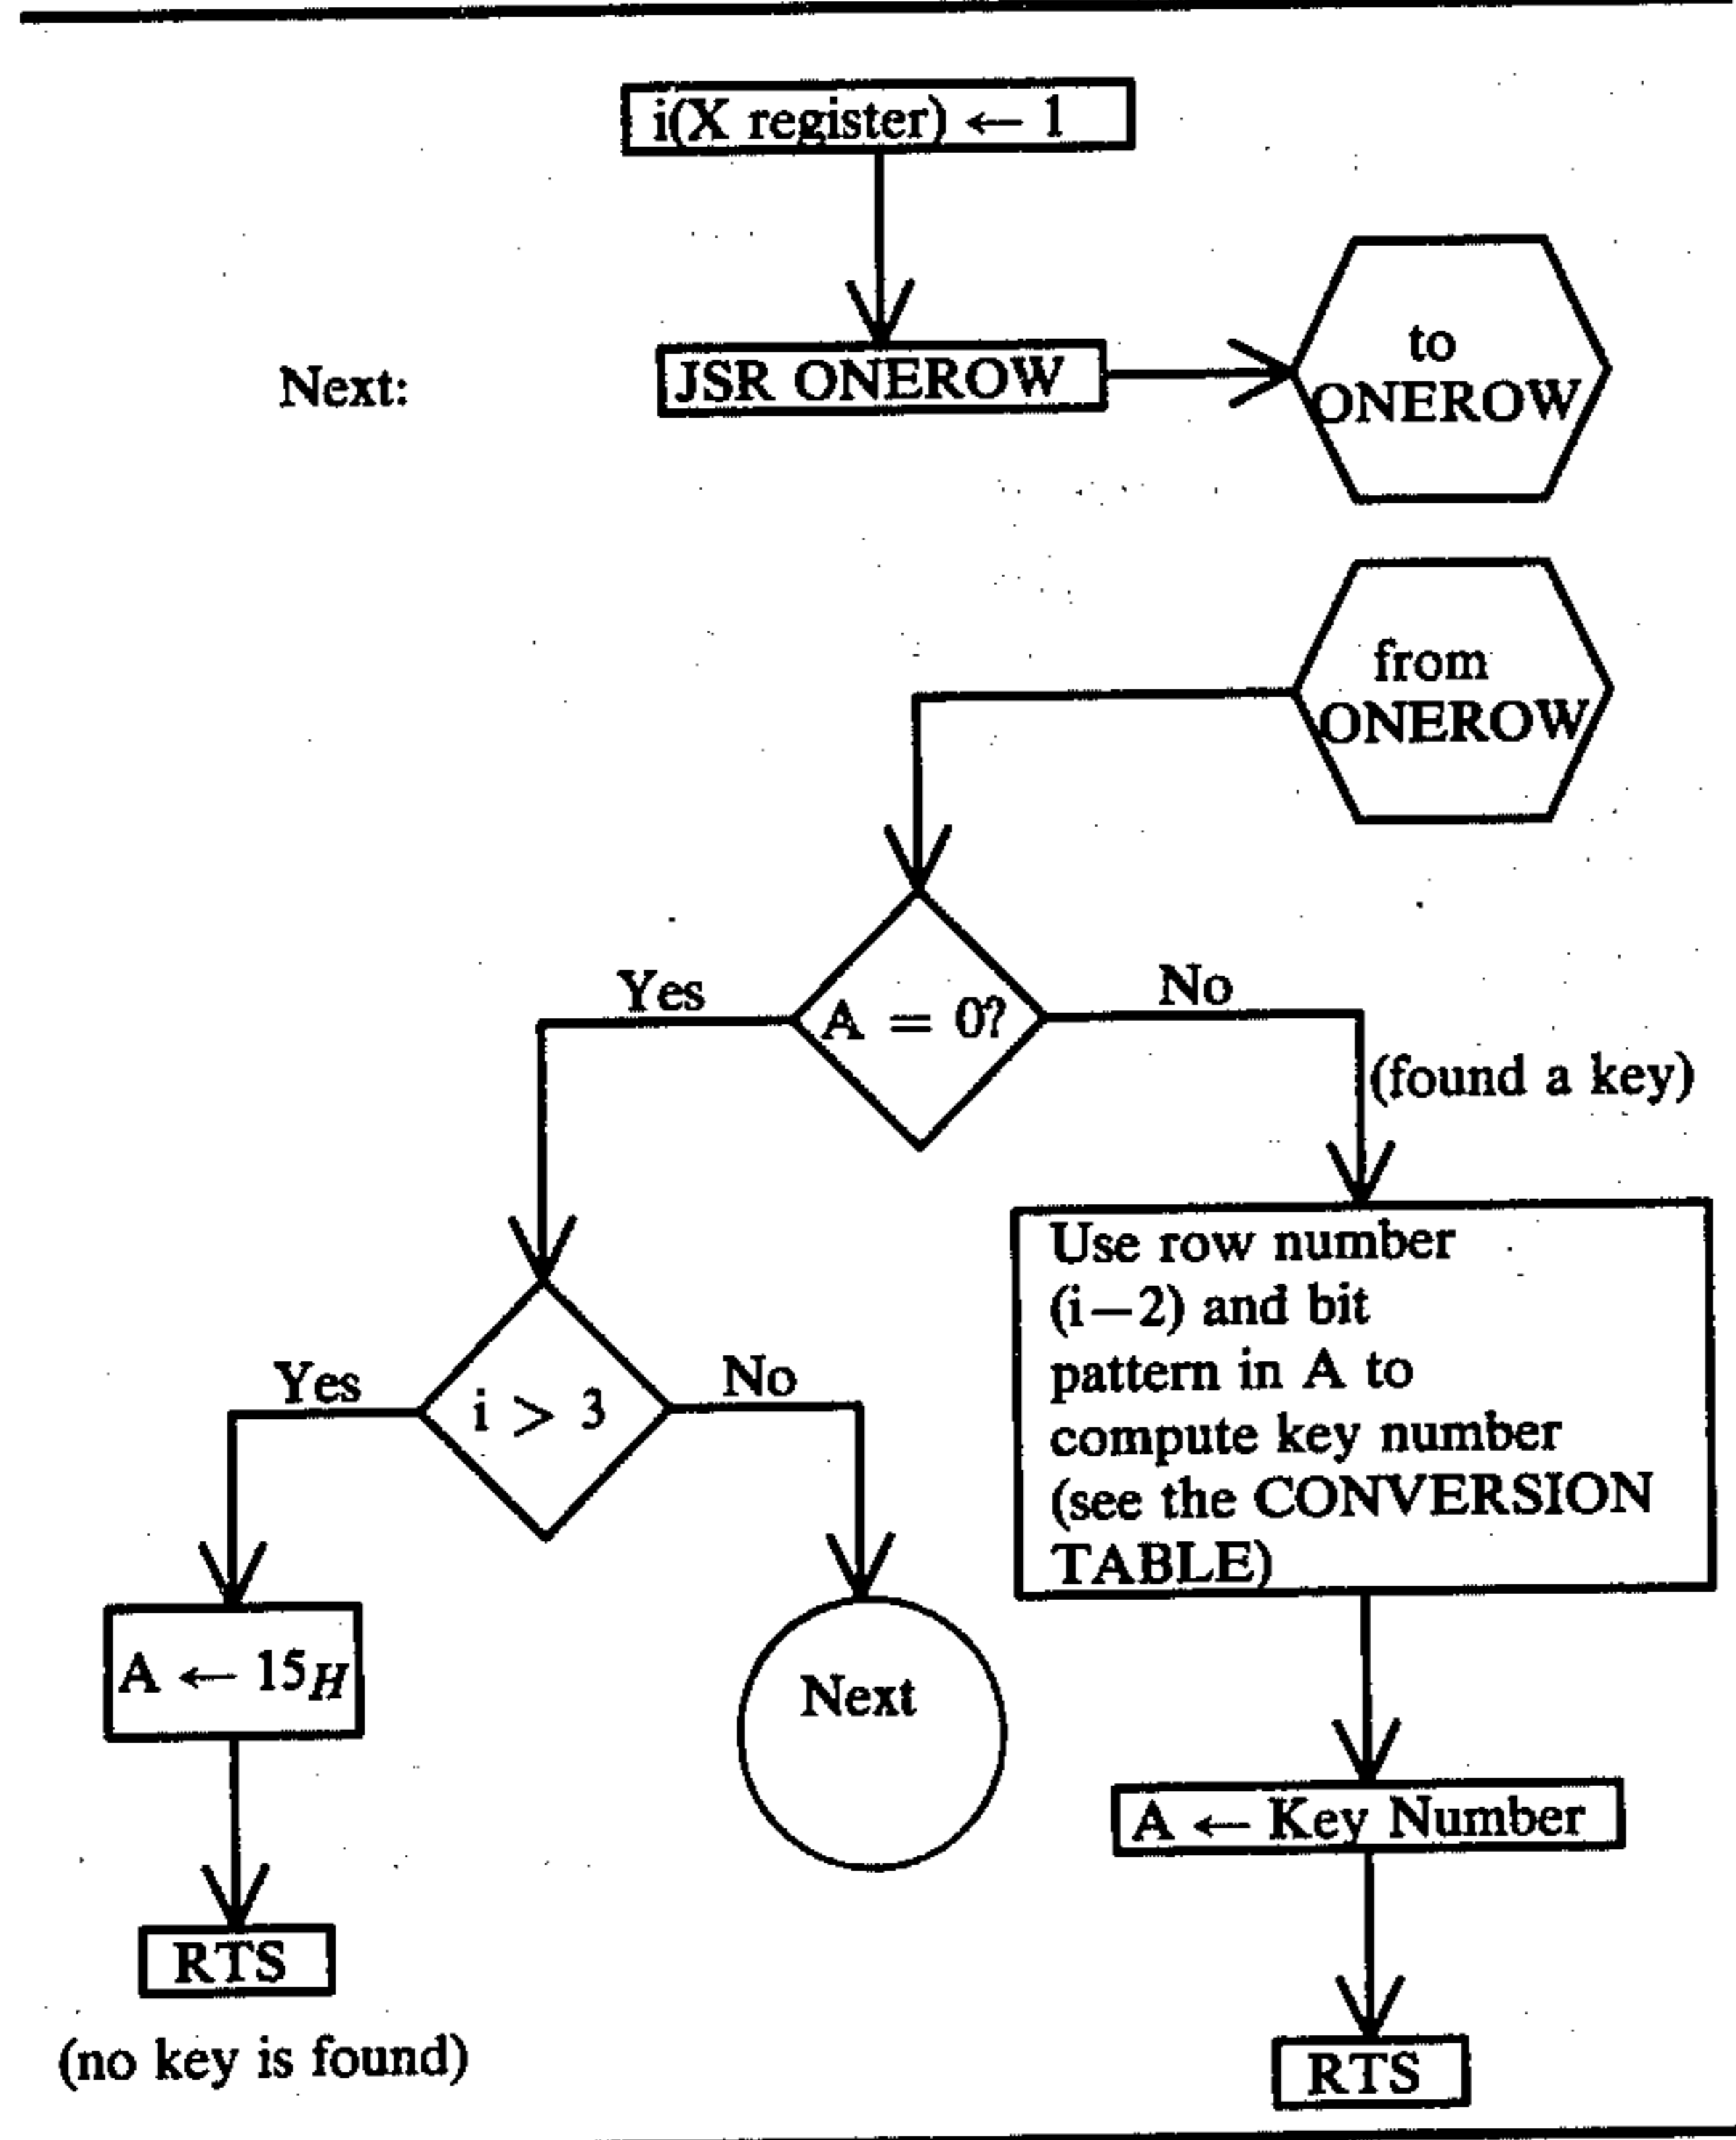 i(X register) ← 1
Next:
JSR ONEROW
to
ONEROW
from
ONEROW
A = 0?
Yes
No
(found a key)
Use row number
(i−2) and bit
pattern in A to
compute key number
(see the CONVERSION
TABLE)
i > 3
Yes
No
A ← 15H
Next
A ← Key Number
RTS
(no key is found)
RTS